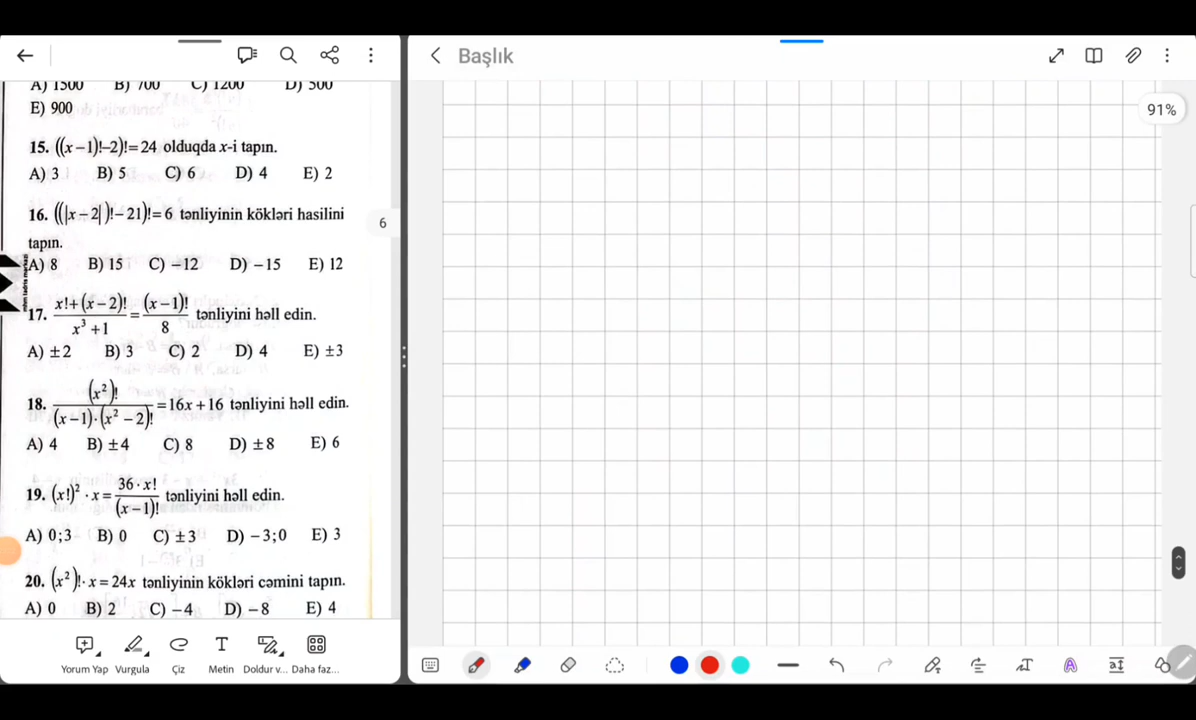 Başlık
91%
A) 1500 B) 700 C) 1200 D) 500
E) 900
15. ((x−1)!−2)!=24 olduqda x-i tapın.
A) 3 B) 5 C) 6 D) 4 E) 2
16. ((|x−2|)!−21)!=6 tənliyinin kökləri hasilini
6
tapın.
A) 8 B) 15 C) −12 D) −15 E) 12
17. (x!+(x−2)!)/(x³+1) = (x−1)!/8 tənliyini həll edin.
A) ±2 B) 3 C) 2 D) 4 E) ±3
18. (x²)!/((x−1)·(x²−2)!) =16x+16 tənliyini həll edin.
A) 4 B) ±4 C) 8 D) ±8 E) 6
19. (x!)²·x = (36·x!)/(x−1)! tənliyini həll edin.
A) 0;3 B) 0 C) ±3 D) −3;0 E) 3
20. (x²)!·x=24x tənliyinin kökləri cəmini tapın.
A) 0 B) 2 C) −4 D) −8 E) 4
T
Yorum Yap Vurgula Çiz Metin Doldur v... Daha faz...